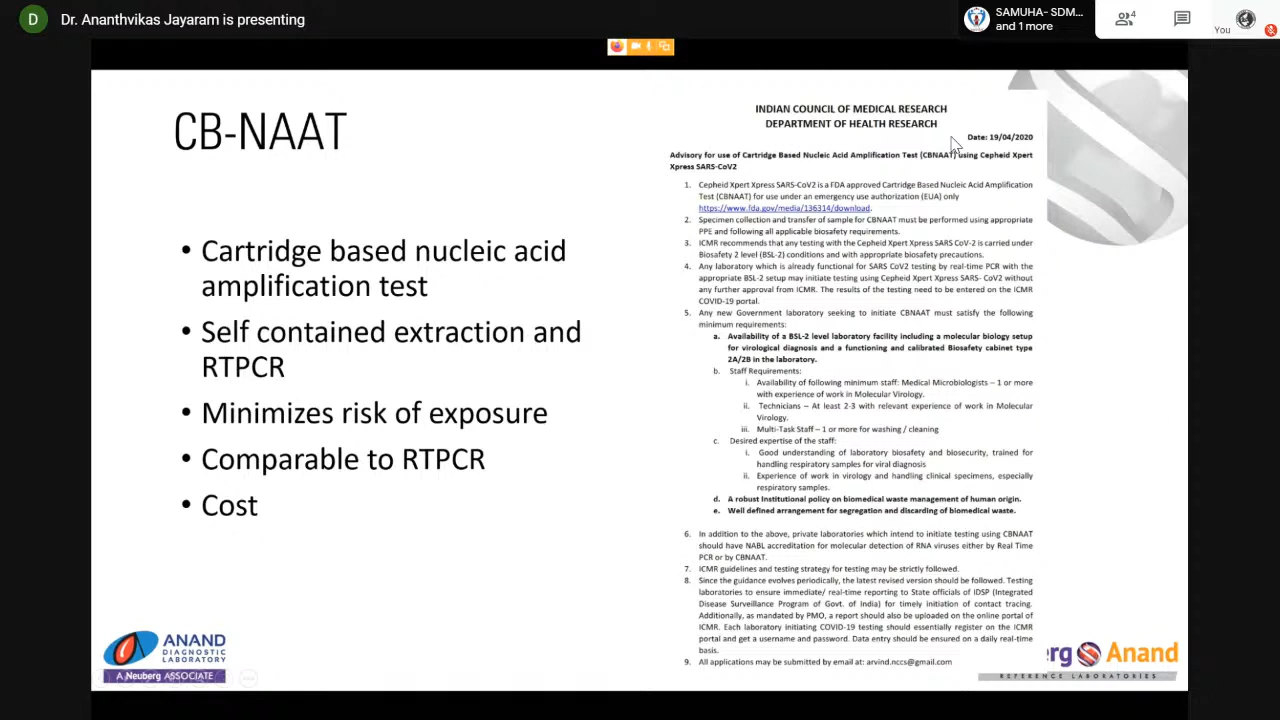 D
Dr. Ananthvikas Jayaram is presenting
SAMUHA- SDM...
and 1 more
4
You
CB-NAAT
• Cartridge based nucleic acid
amplification test
• Self contained extraction and
RTPCR
• Minimizes risk of exposure
• Comparable to RTPCR
• Cost
INDIAN COUNCIL OF MEDICAL RESEARCH
DEPARTMENT OF HEALTH RESEARCH
Date: 19/04/2020
Advisory for use of Cartridge Based Nucleic Acid Amplification Test (CBNAAT) using Cepheid Xpert
Xpress SARS-CoV2
1. Cepheid Xpert Xpress SARS-CoV2 is a FDA approved Cartridge Based Nucleic Acid Amplification
Test (CBNAAT) for use under an emergency use authorization (EUA) only
https://www.fda.gov/media/136314/download.
2. Specimen collection and transfer of sample for CBNAAT must be performed using appropriate
PPE and following all applicable biosafety requirements.
3. ICMR recommends that any testing with the Cepheid Xpert Xpress SARS CoV-2 is carried under
Biosafety 2 level (BSL-2) conditions and with appropriate biosafety precautions.
4. Any laboratory which is already functional for SARS CoV2 testing by real-time PCR with the
appropriate BSL-2 setup may initiate testing using Cepheid Xpert Xpress SARS- CoV2 without
any further approval from ICMR. The results of the testing need to be entered on the ICMR
COVID-19 portal.
5. Any new Government laboratory seeking to initiate CBNAAT must satisfy the following
minimum requirements:
a. Availability of a BSL-2 level laboratory facility including a molecular biology setup
for virological diagnosis and a functioning and calibrated Biosafety cabinet type
2A/2B in the laboratory.
b. Staff Requirements:
i. Availability of following minimum staff: Medical Microbiologists – 1 or more
with experience of work in Molecular Virology.
ii. Technicians – At least 2-3 with relevant experience of work in Molecular
Virology.
iii. Multi-Task Staff – 1 or more for washing / cleaning
c. Desired expertise of the staff:
i. Good understanding of laboratory biosafety and biosecurity, trained for
handling respiratory samples for viral diagnosis
ii. Experience of work in virology and handling clinical specimens, especially
respiratory samples.
d. A robust Institutional policy on biomedical waste management of human origin.
e. Well defined arrangement for segregation and discarding of biomedical waste.
6. In addition to the above, private laboratories which intend to initiate testing using CBNAAT
should have NABL accreditation for molecular detection of RNA viruses either by Real Time
PCR or by CBNAAT.
7. ICMR guidelines and testing strategy for testing may be strictly followed.
8. Since the guidance evolves periodically, the latest revised version should be followed. Testing
laboratories to ensure immediate/ real-time reporting to State officials of IDSP (Integrated
Disease Surveillance Program of Govt. of India) for timely initiation of contact tracing.
Additionally, as mandated by PMO, a report should also be uploaded on the online portal of
ICMR. Each laboratory initiating COVID-19 testing should essentially register on the ICMR
portal and get a username and password. Data entry should be ensured on a daily real-time
basis.
9. All applications may be submitted by email at: arvind.nccs@gmail.com
ANAND
DIAGNOSTIC
LABORATORY
A Neuberg ASSOCIATE
rg Anand
REFERENCE LABORATORIES